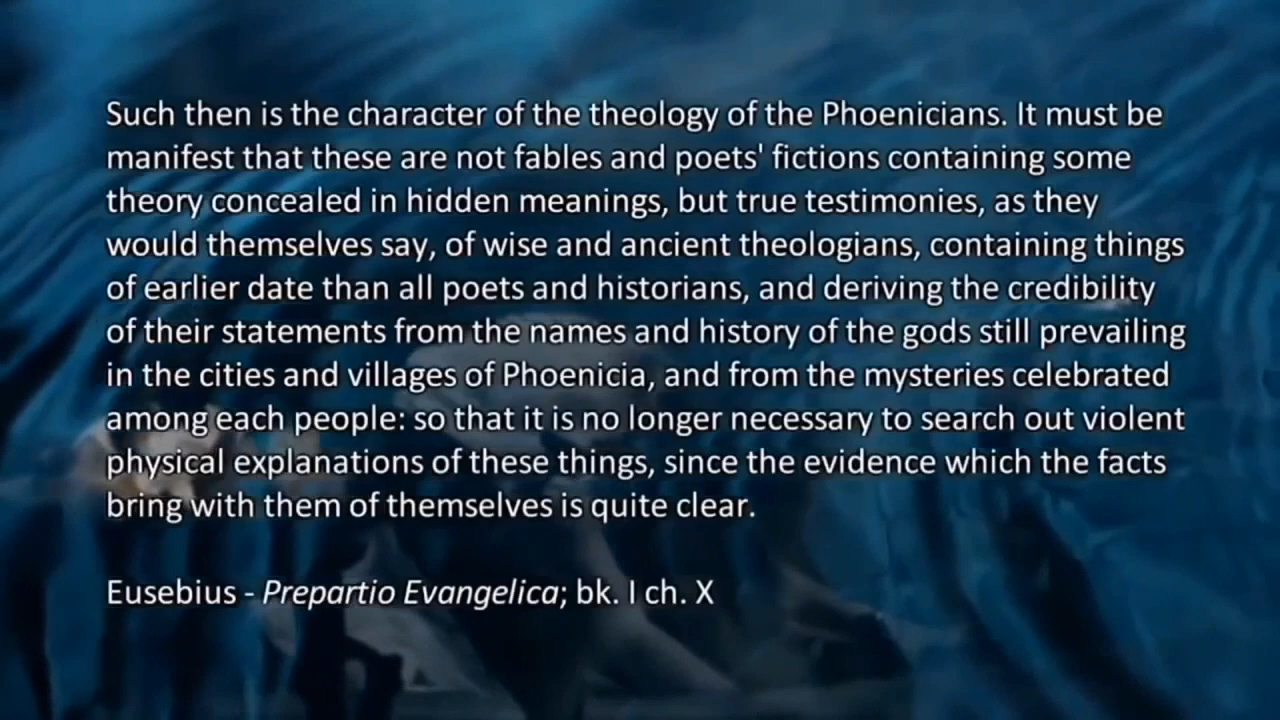 Such then is the character of the theology of the Phoenicians. It must be
manifest that these are not fables and poets' fictions containing some
theory concealed in hidden meanings, but true testimonies, as they
would themselves say, of wise and ancient theologians, containing things
of earlier date than all poets and historians, and deriving the credibility
of their statements from the names and history of the gods still prevailing
in the cities and villages of Phoenicia, and from the mysteries celebrated
among each people: so that it is no longer necessary to search out violent
physical explanations of these things, since the evidence which the facts
bring with them of themselves is quite clear.
Eusebius - Prepartio Evangelica; bk. I ch. X